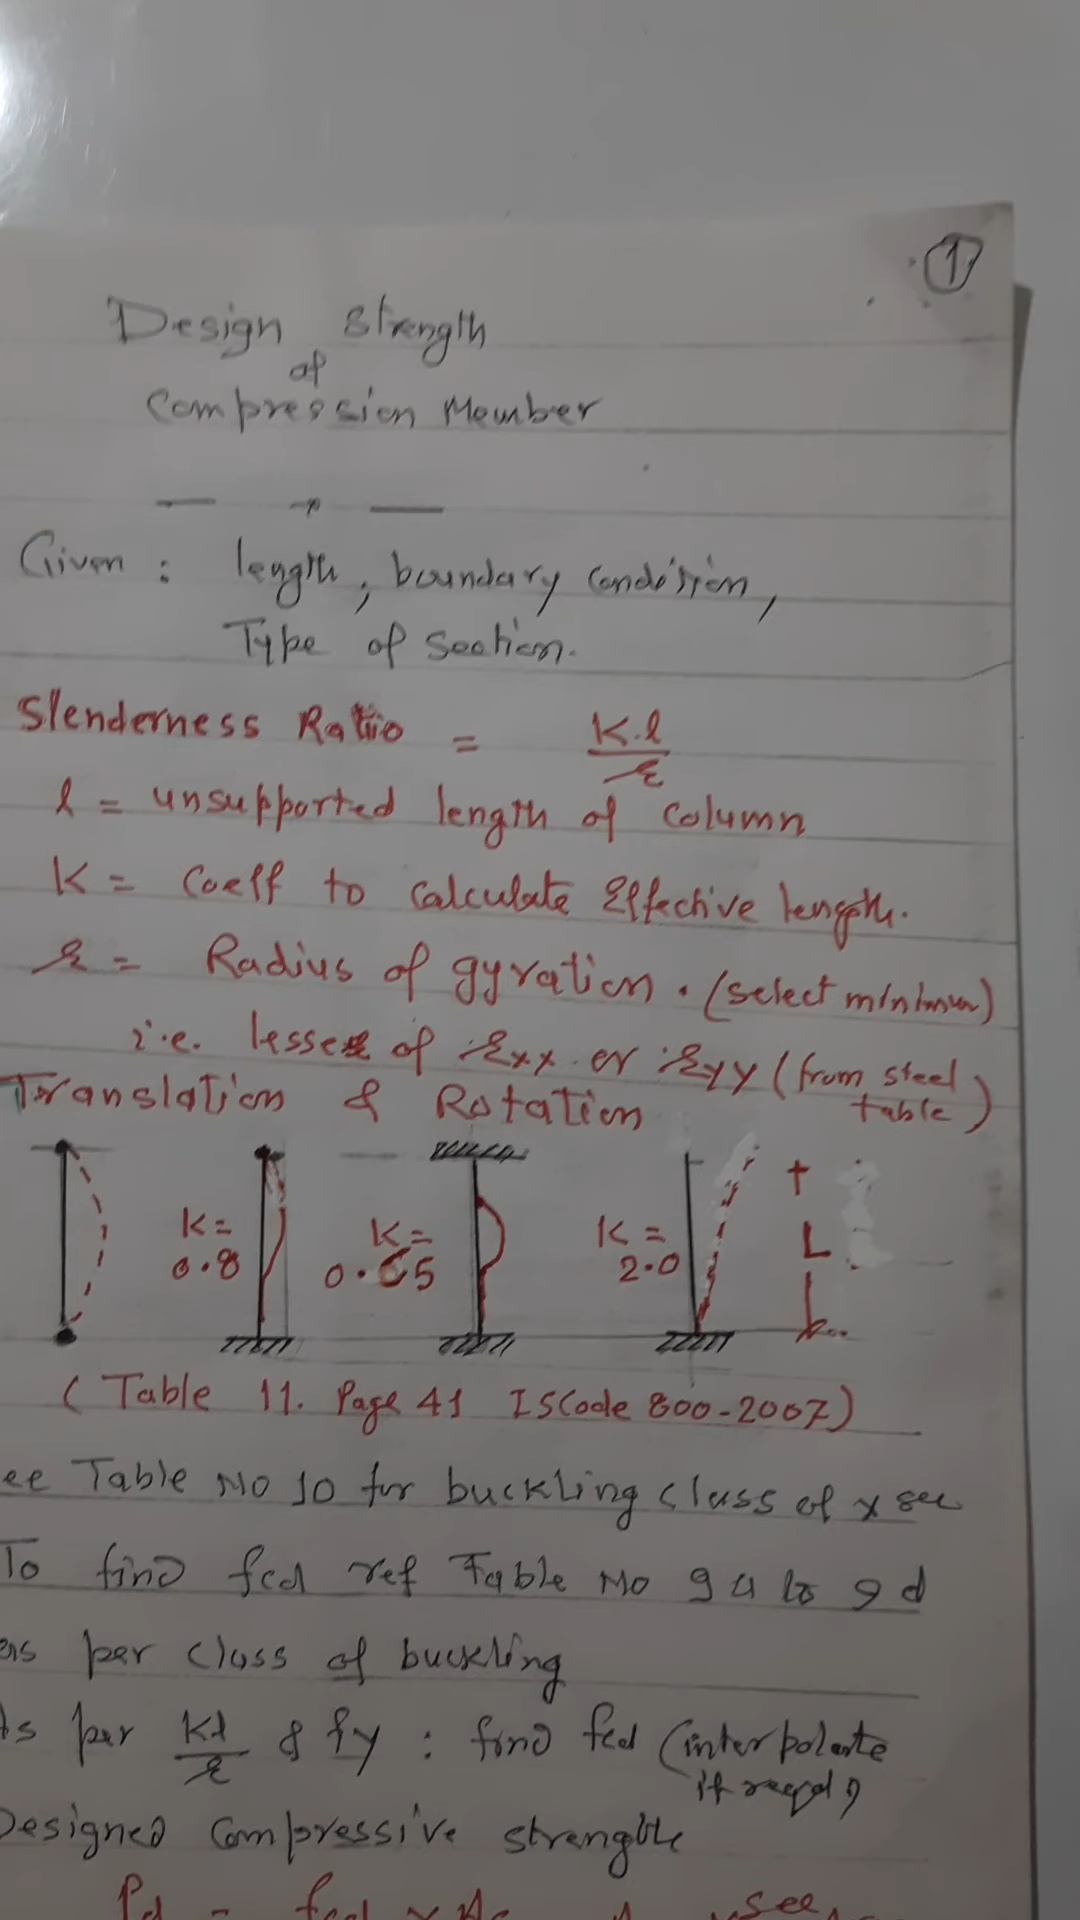 1
Design Strength
of
Compression Member
Given : length, boundary condition,
Type of Section.
Slenderness Ratio = K.l / r
l = unsupported length of column
K = Coeff to calculate Effective length.
r = Radius of gyration. (select minimum)
i.e. lesser of rxx or ryy (from steel
table)
Translation & Rotation
K = 0.8 K = 0.65 K = 2.0
L
(Table 11. Page 41 IS Code 800-2007)
ee Table No 10 for buckling class of x sec
To find fcd ref Table No 9a to 9d
as per class of buckling
As per Kl / r & fy : find fcd (interpolate
if reqd)
Designed Compressive strength
Pd = fcd x Ae see